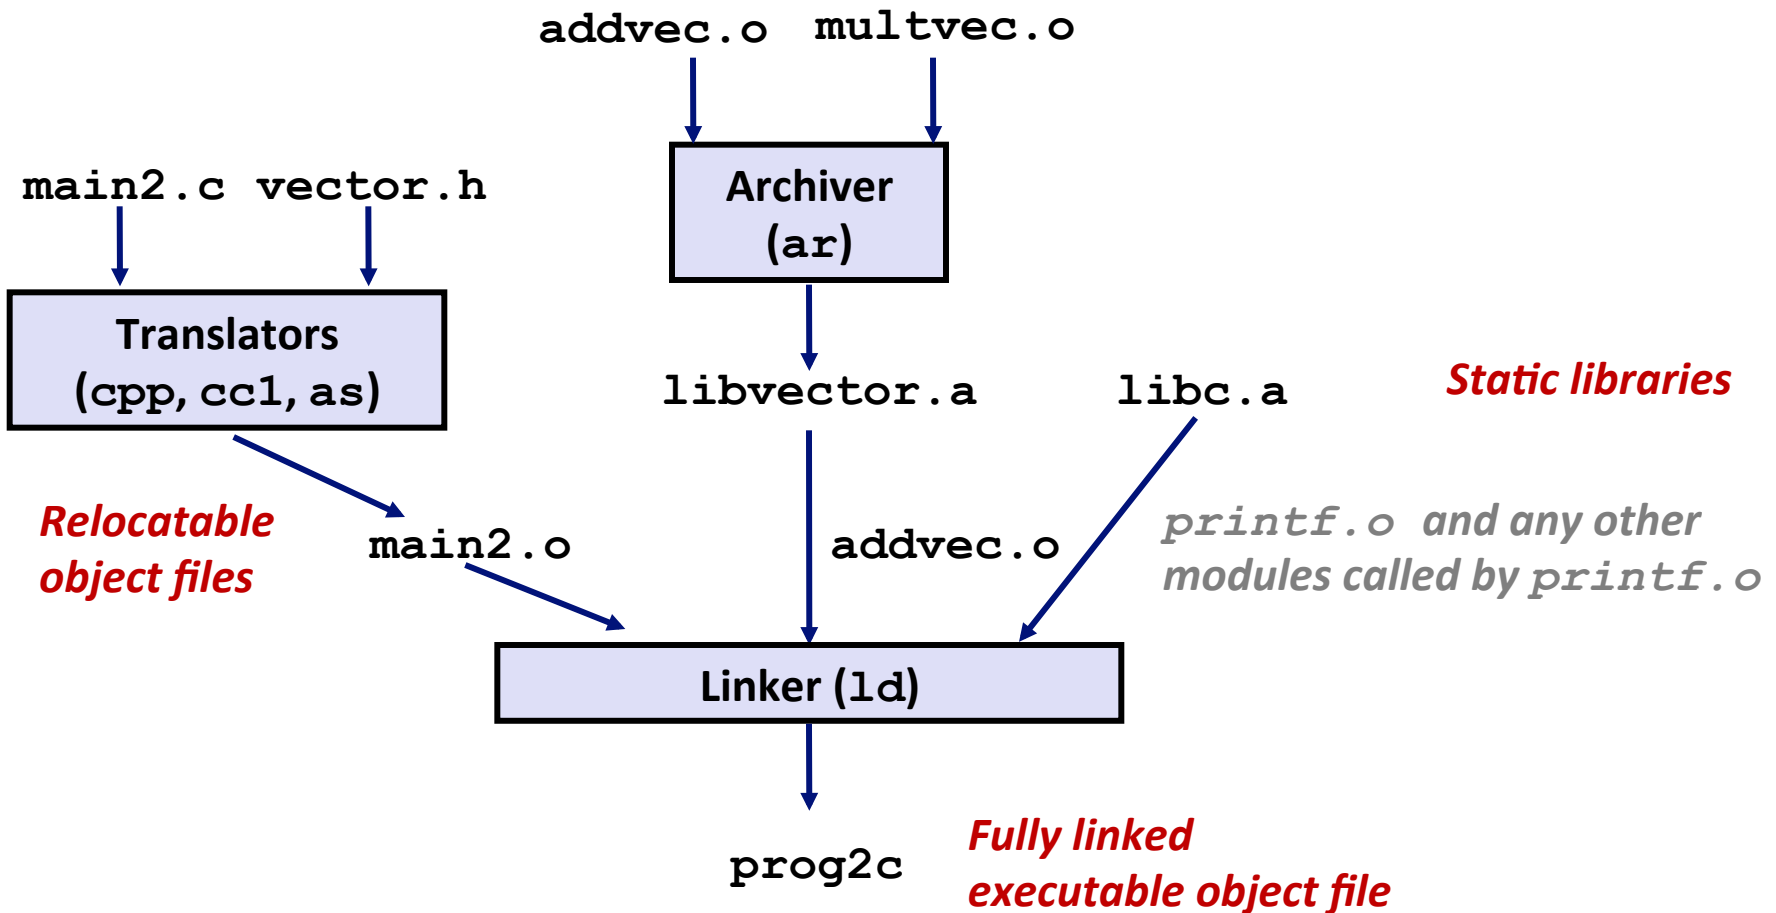 addvec.o multvec.o
main2.c vector.h
Archiver
(ar)
Translators
(cpp, cc1, as)
libvector.a libc.a
Static libraries
Relocatable
object files
main2.o
addvec.o
printf.o and any other
modules called by printf.o
Linker (ld)
prog2c
Fully linked
executable object file